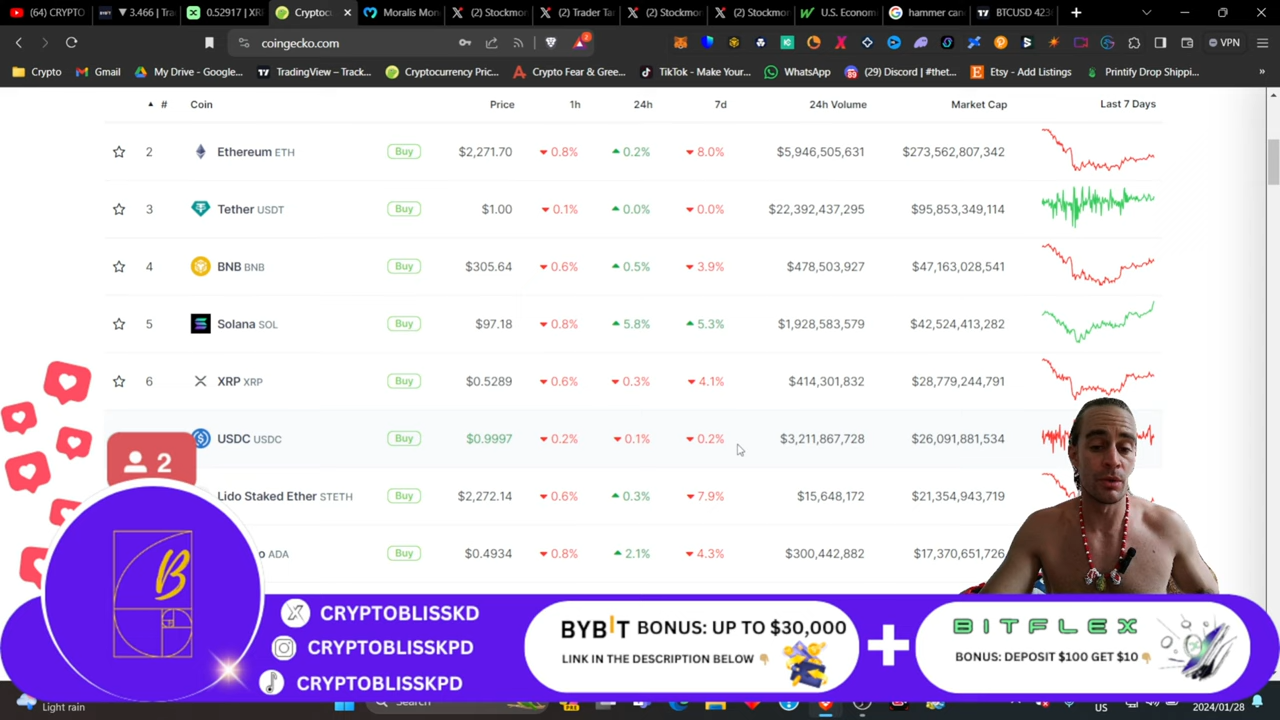 (64) CRYPTO
▼ 3.466 | Tra
0.52917 | XR
Cryptoc
Moralis Mon
(2) Stockmo
(2) Trader Ta
(2) Stockmo
(2) Stockmo
U.S. Econom
hammer can
BTCUSD 423
coingecko.com
2
VPN
Crypto
Gmail
My Drive - Google...
TradingView – Track...
Cryptocurrency Pric...
Crypto Fear & Gree...
TikTok - Make Your...
WhatsApp
(29) Discord | #thet...
Etsy - Add Listings
Printify Drop Shippi...
# Coin Price 1h 24h 7d 24h Volume Market Cap Last 7 Days
2 Ethereum ETH Buy $2,271.70 0.8% 0.2% 8.0% $5,946,505,631 $273,562,807,342
3 Tether USDT Buy $1.00 0.1% 0.0% 0.0% $22,392,437,295 $95,853,349,114
4 BNB BNB Buy $305.64 0.6% 0.5% 3.9% $478,503,927 $47,163,028,541
5 Solana SOL Buy $97.18 0.8% 5.8% 5.3% $1,928,583,579 $42,524,413,282
6 XRP XRP Buy $0.5289 0.6% 0.3% 4.1% $414,301,832 $28,779,244,791
USDC USDC Buy $0.9997 0.2% 0.1% 0.2% $3,211,867,728 $26,091,881,534
2
Lido Staked Ether STETH Buy $2,272.14 0.6% 0.3% 7.9% $15,648,172 $21,354,943,719
o ADA Buy $0.4934 0.8% 2.1% 4.3% $300,442,882 $17,370,651,726
B
CRYPTOBLISSKD
CRYPTOBLISSKPD
CRYPTOBLISSKPD
BYBIT BONUS: UP TO $30,000
LINK IN THE DESCRIPTION BELOW
BITFLEX
BONUS: DEPOSIT $100 GET $10
Light rain
Search
US
2024/01/28